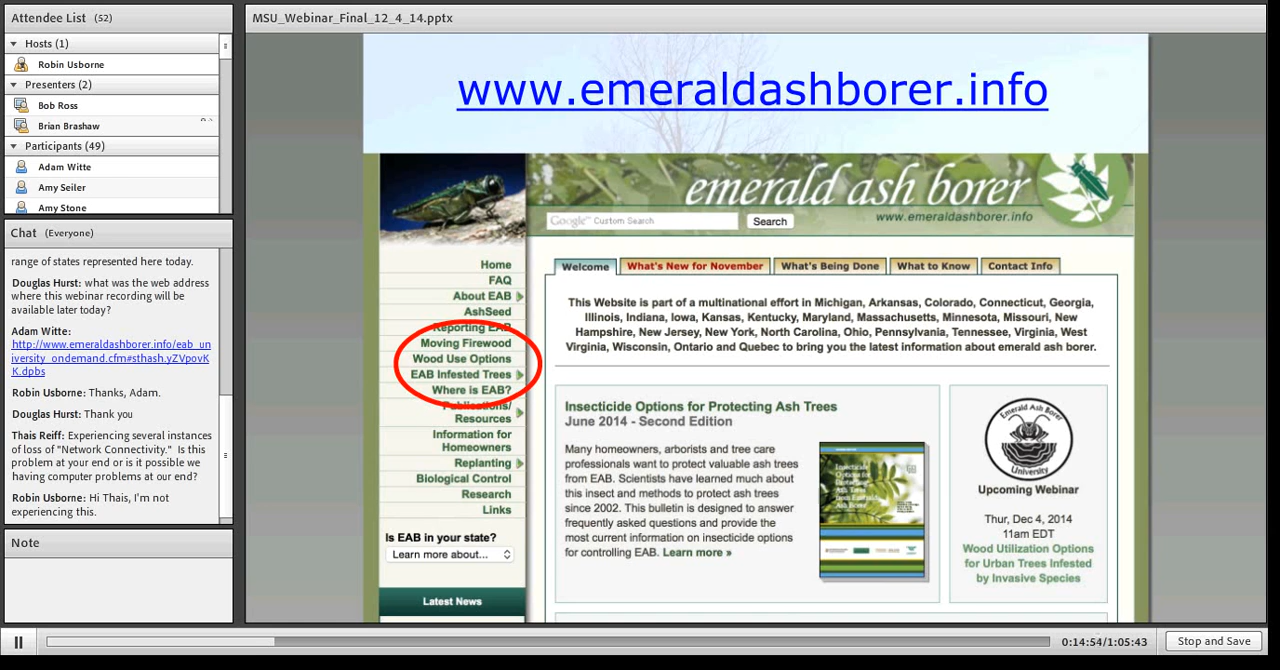 Attendee List (52)
Hosts (1)
Robin Usborne
Presenters (2)
Bob Ross
Brian Brashaw
Participants (49)
Adam Witte
Amy Seiler
Amy Stone
Chat (Everyone)
range of states represented here today.
Douglas Hurst: what was the web address
where this webinar recording will be
available later today?
Adam Witte:
http://www.emeraldashborer.info/eab_un
iversity_ondemand.cfm#sthash.yZVpovK
K.dpbs
Robin Usborne: Thanks, Adam.
Douglas Hurst: Thank you
Thais Reiff: Experiencing several instances
of loss of "Network Connectivity." Is this
problem at your end or is it possible we
having computer problems at our end?
Robin Usborne: Hi Thais, I'm not
experiencing this.
Note
MSU_Webinar_Final_12_4_14.pptx
www.emeraldashborer.info
emerald ash borer
www.emeraldashborer.info
Google™ Custom Search
Search
Home
FAQ
About EAB
AshSeed
Reporting EAB
Moving Firewood
Wood Use Options
EAB Infested Trees
Where is EAB?
Publications/
Resources
Information for
Homeowners
Replanting
Biological Control
Research
Links
Is EAB in your state?
Learn more about...
Latest News
Welcome
What's New for November
What's Being Done
What to Know
Contact Info
This Website is part of a multinational effort in Michigan, Arkansas, Colorado, Connecticut, Georgia,
Illinois, Indiana, Iowa, Kansas, Kentucky, Maryland, Massachusetts, Minnesota, Missouri, New
Hampshire, New Jersey, New York, North Carolina, Ohio, Pennsylvania, Tennessee, Virginia, West
Virginia, Wisconsin, Ontario and Quebec to bring you the latest information about emerald ash borer.
Insecticide Options for Protecting Ash Trees
June 2014 - Second Edition
Many homeowners, arborists and tree care
professionals want to protect valuable ash trees
from EAB. Scientists have learned much about
this insect and methods to protect ash trees
since 2002. This bulletin is designed to answer
frequently asked questions and provide the
most current information on insecticide options
for controlling EAB. Learn more »
Insecticide
Options for
Protecting
Ash Trees
from Emerald
Ash Borer
Emerald Ash Borer
University
Upcoming Webinar
Thur, Dec 4, 2014
11am EDT
Wood Utilization Options
for Urban Trees Infested
by Invasive Species
0:14:54/1:05:43
Stop and Save